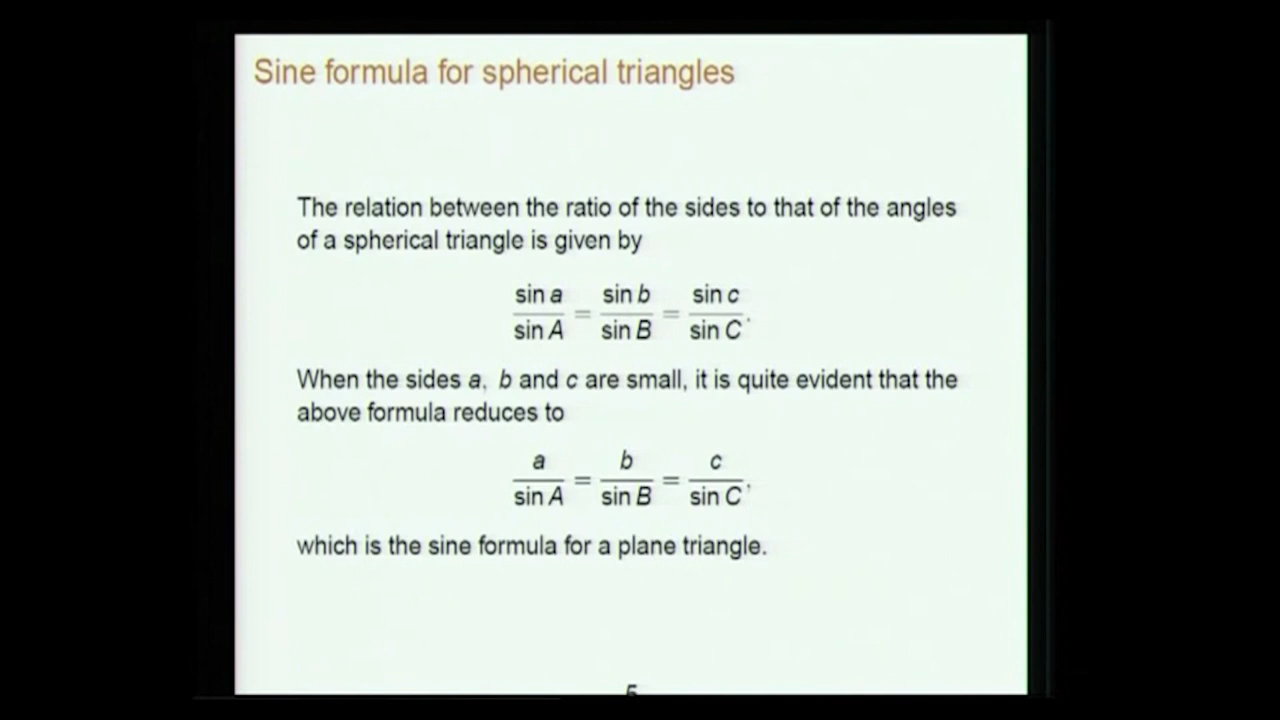 Sine formula for spherical triangles
The relation between the ratio of the sides to that of the angles
of a spherical triangle is given by
sin a / sin A = sin b / sin B = sin c / sin C.
When the sides a, b and c are small, it is quite evident that the
above formula reduces to
a / sin A = b / sin B = c / sin C,
which is the sine formula for a plane triangle.